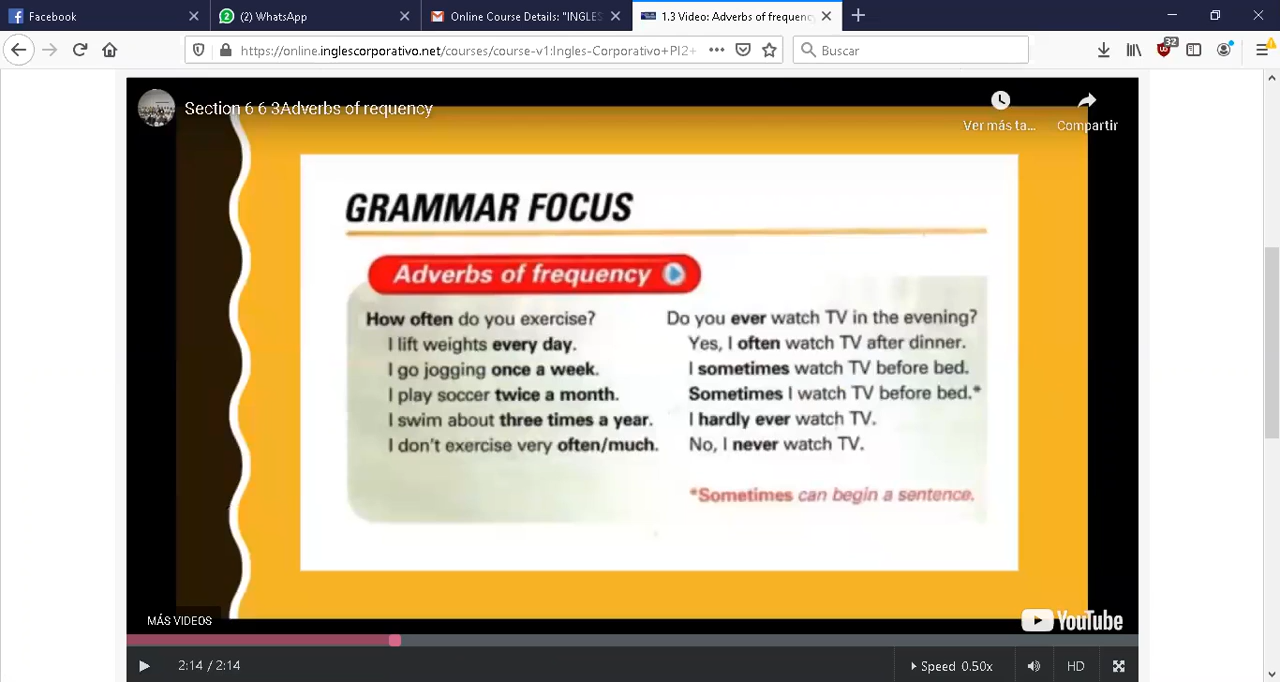 Facebook
(2) WhatsApp
Online Course Details: "INGLES
1.3 Video: Adverbs of frequency
https://online.inglescorporativo.net/courses/course-v1:Ingles-Corporativo+PI2+
Buscar
32
Section 6 6 3Adverbs of requency
Ver más ta...
Compartir
GRAMMAR FOCUS
Adverbs of frequency
How often do you exercise?
I lift weights every day.
I go jogging once a week.
I play soccer twice a month.
I swim about three times a year.
I don't exercise very often/much.
Do you ever watch TV in the evening?
Yes, I often watch TV after dinner.
I sometimes watch TV before bed.
Sometimes I watch TV before bed.*
I hardly ever watch TV.
No, I never watch TV.
*Sometimes can begin a sentence.
MÁS VIDEOS
YouTube
2:14 / 2:14
Speed 0.50x
HD